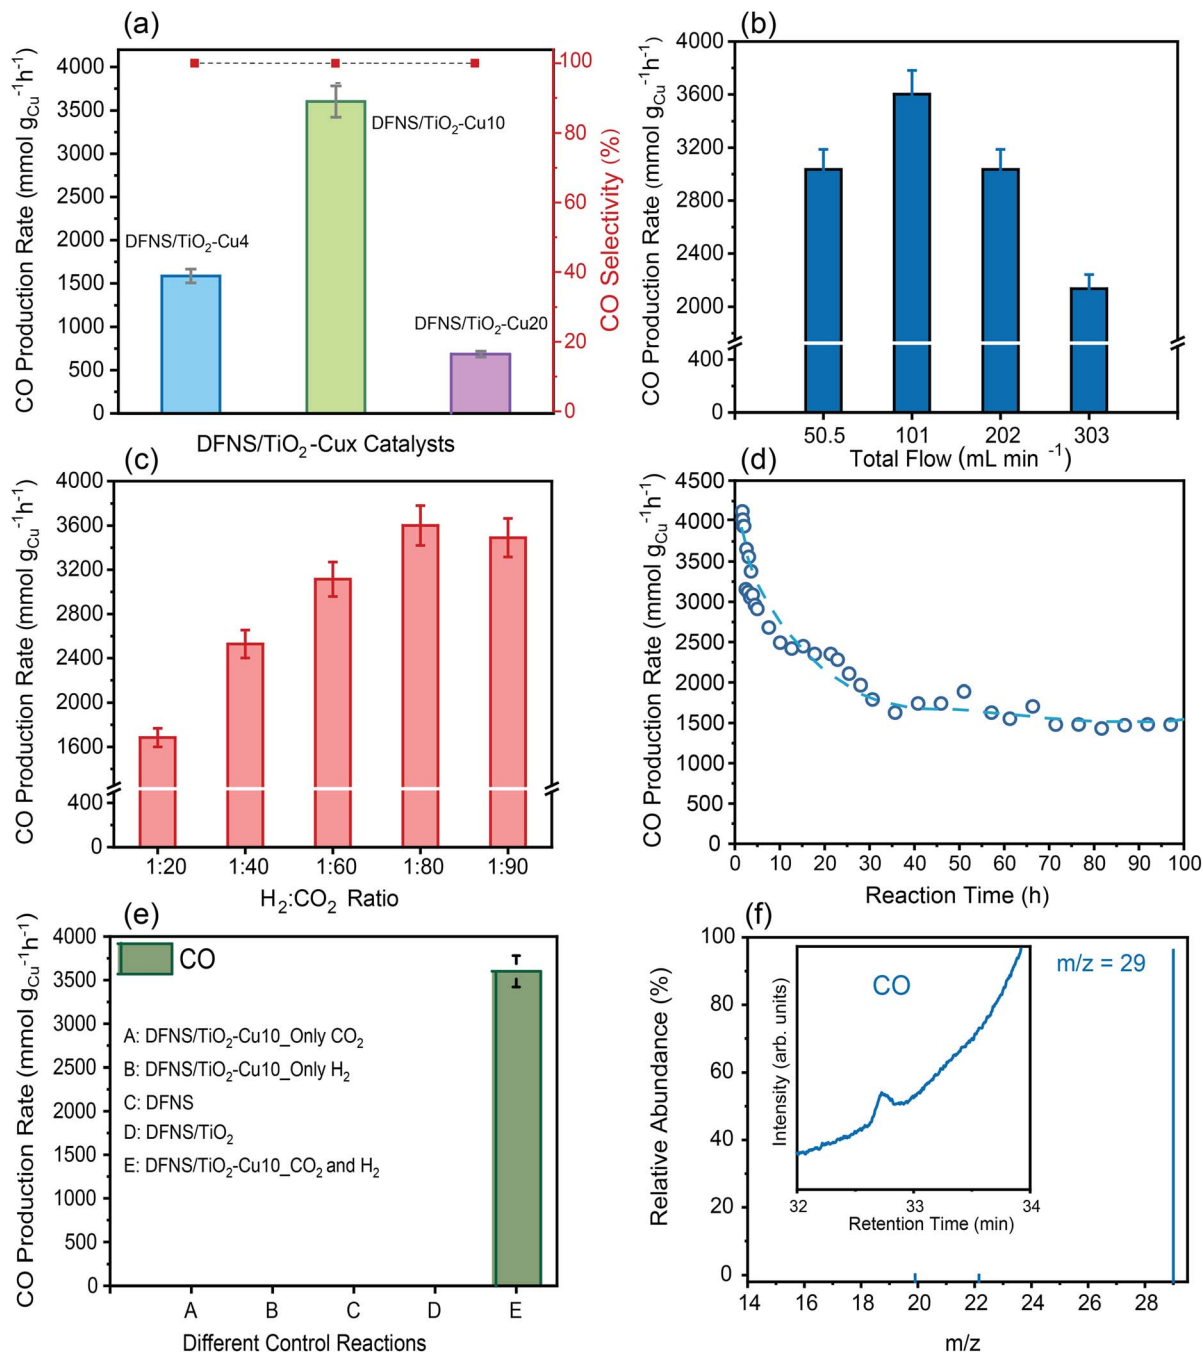 (a)
CO Production Rate (mmol g_Cu⁻¹h⁻¹)
4000
3500
3000
2500
2000
1500
1000
500
0
DFNS/TiO₂-Cu4
DFNS/TiO₂-Cu10
DFNS/TiO₂-Cu20
100
80
60
40
20
0
CO Selectivity (%)
DFNS/TiO₂-Cux Catalysts
(b)
CO Production Rate (mmol g_Cu⁻¹h⁻¹)
4000
3600
3200
2800
2400
2000
400
0
50.5 101 202 303
Total Flow (mL min ⁻¹)
(c)
CO Production Rate (mmol g_Cu⁻¹h⁻¹)
4000
3600
3200
2800
2400
2000
1600
400
0
1:20 1:40 1:60 1:80 1:90
H₂:CO₂ Ratio
(d)
CO Production Rate (mmol g_Cu⁻¹h⁻¹)
4500
4000
3500
3000
2500
2000
1500
1000
500
0
0 10 20 30 40 50 60 70 80 90 100
Reaction Time (h)
(e)
CO Production Rate (mmol g_Cu⁻¹h⁻¹)
4000
3500
3000
2500
2000
1500
1000
500
0
CO
A: DFNS/TiO₂-Cu10_Only CO₂
B: DFNS/TiO₂-Cu10_Only H₂
C: DFNS
D: DFNS/TiO₂
E: DFNS/TiO₂-Cu10_CO₂ and H₂
A B C D E
Different Control Reactions
(f)
Relative Abundance (%)
100
80
60
40
20
0
m/z = 29
CO
Intensity (arb. units)
32 33 34
Retention Time (min)
14 16 18 20 22 24 26 28
m/z